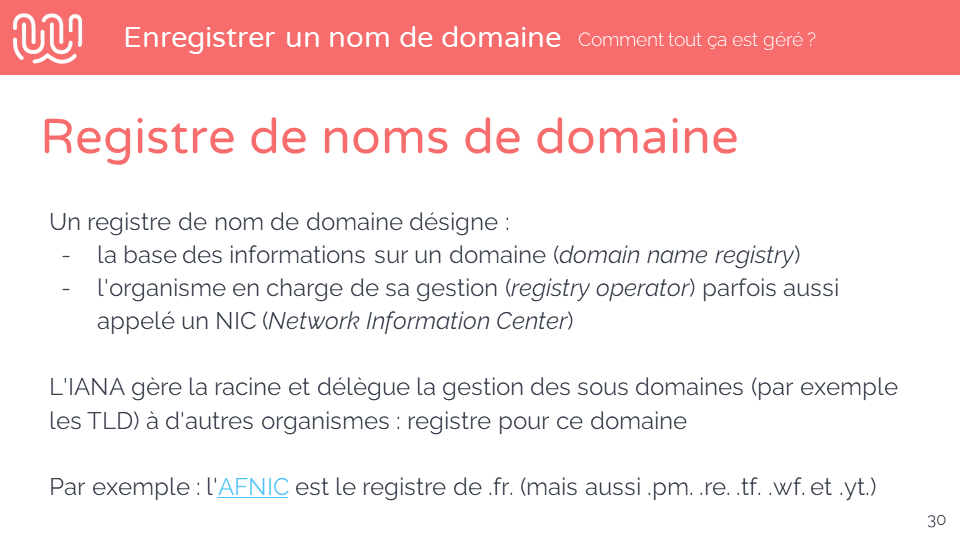 Enregistrer un nom de domaine Comment tout ça est géré ?
Registre de noms de domaine
Un registre de nom de domaine désigne :
- la base des informations sur un domaine (domain name registry)
- l'organisme en charge de sa gestion (registry operator) parfois aussi
appelé un NIC (Network Information Center)
L'IANA gère la racine et délègue la gestion des sous domaines (par exemple
les TLD) à d'autres organismes : registre pour ce domaine
Par exemple : l'AFNIC est le registre de .fr. (mais aussi .pm. .re. .tf. .wf. et .yt.)
30